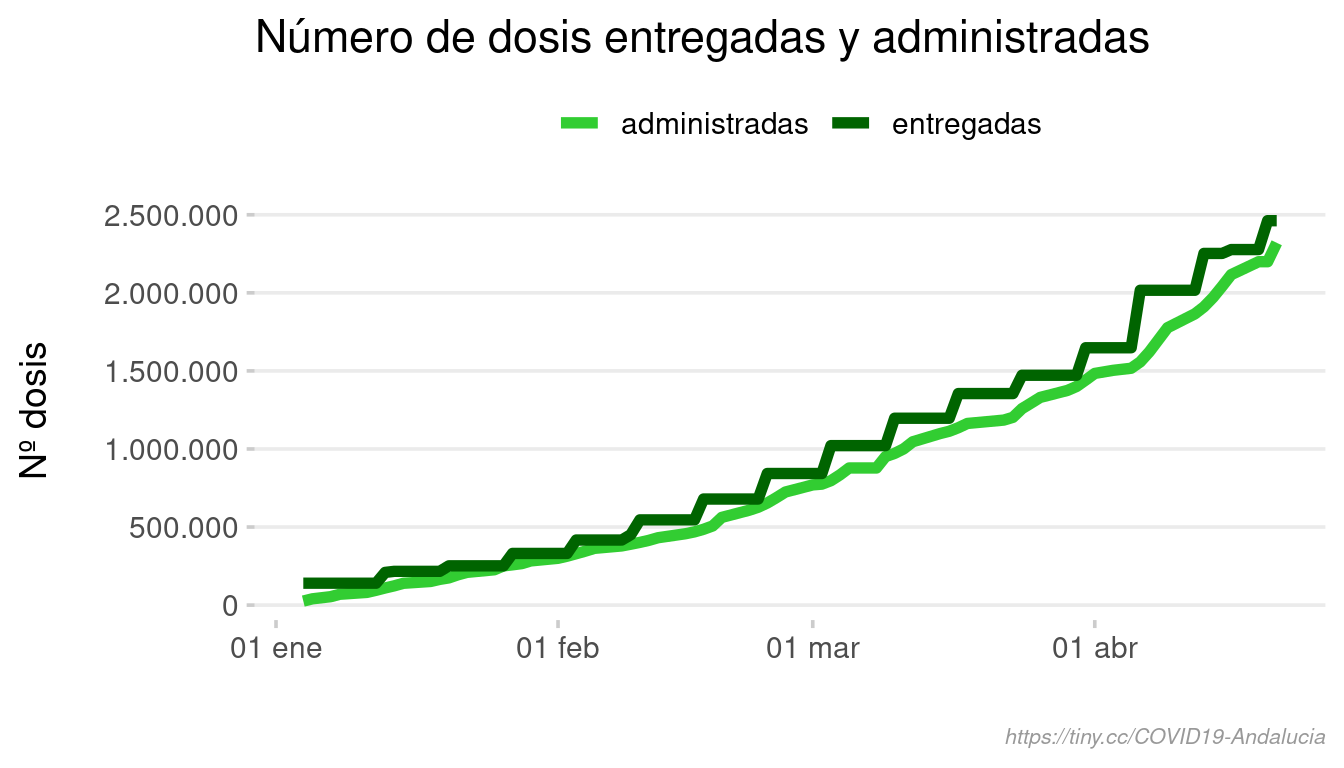 Número de dosis entregadas y administradas
administradas entregadas
Nº dosis
2.500.000
2.000.000
1.500.000
1.000.000
500.000
0
01 ene 01 feb 01 mar 01 abr
https://tiny.cc/COVID19-Andalucia